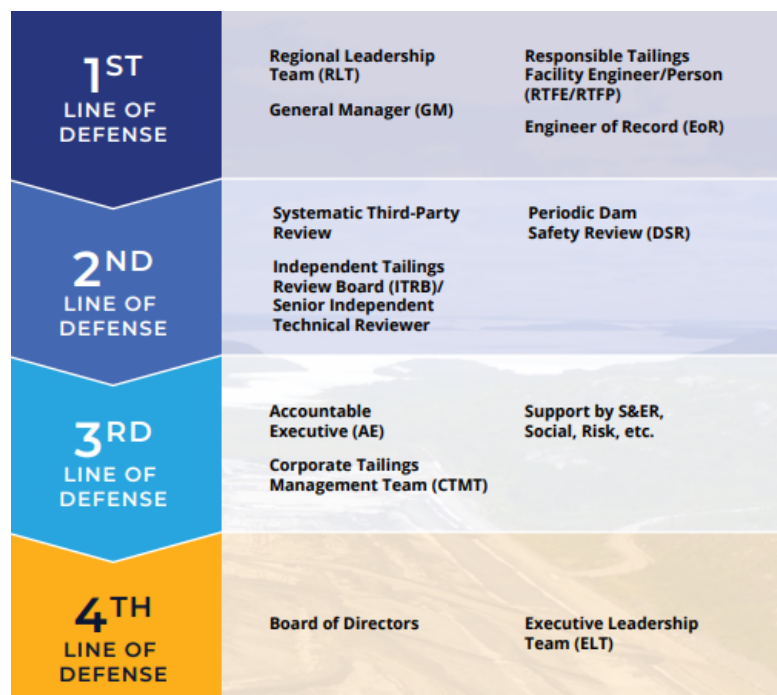 1ST
LINE OF
DEFENSE
Regional Leadership
Team (RLT)
General Manager (GM)
Responsible Tailings
Facility Engineer/Person
(RTFE/RTFP)
Engineer of Record (EoR)
2ND
LINE OF
DEFENSE
Systematic Third-Party
Review
Independent Tailings
Review Board (ITRB)/
Senior Independent
Technical Reviewer
Periodic Dam
Safety Review (DSR)
3RD
LINE OF
DEFENSE
Accountable
Executive (AE)
Corporate Tailings
Management Team (CTMT)
Support by S&ER,
Social, Risk, etc.
4TH
LINE OF
DEFENSE
Board of Directors
Executive Leadership
Team (ELT)